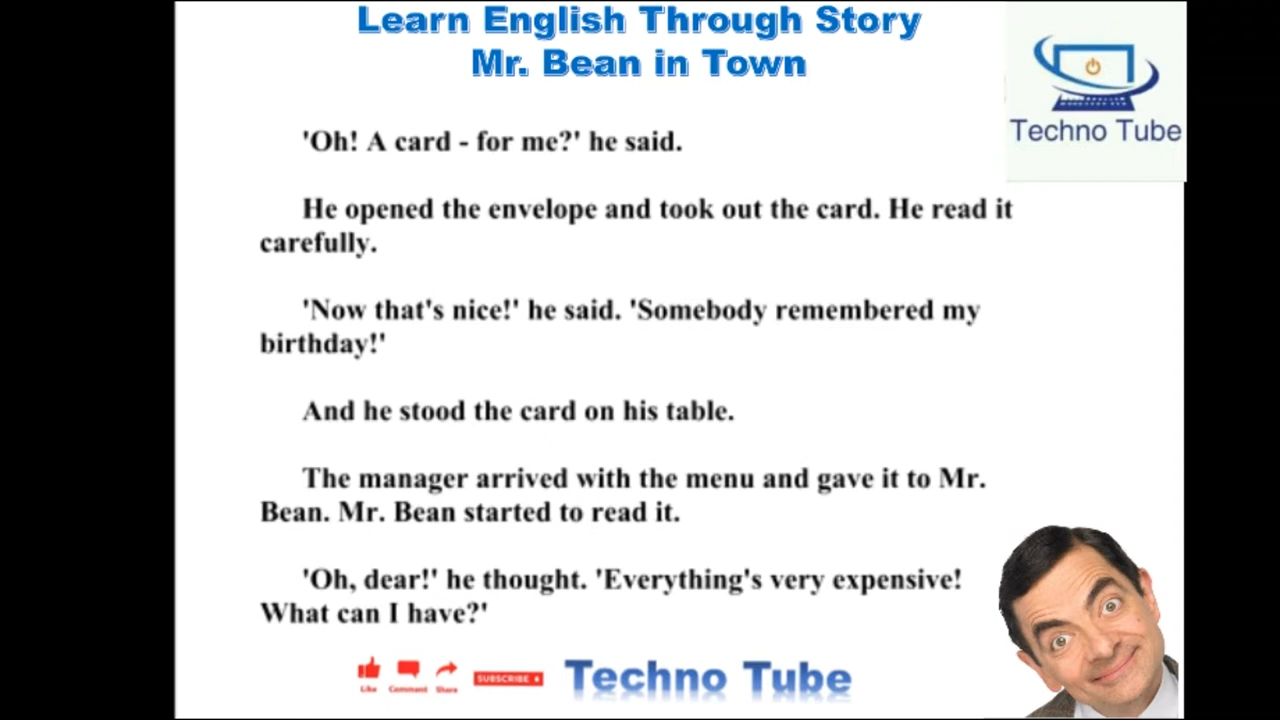 Learn English Through Story
Mr. Bean in Town
Techno Tube
'Oh! A card - for me?' he said.
He opened the envelope and took out the card. He read it
carefully.
'Now that's nice!' he said. 'Somebody remembered my
birthday!'
And he stood the card on his table.
The manager arrived with the menu and gave it to Mr.
Bean. Mr. Bean started to read it.
'Oh, dear!' he thought. 'Everything's very expensive!
What can I have?'
Like Comment Share
SUBSCRIBE
Techno Tube